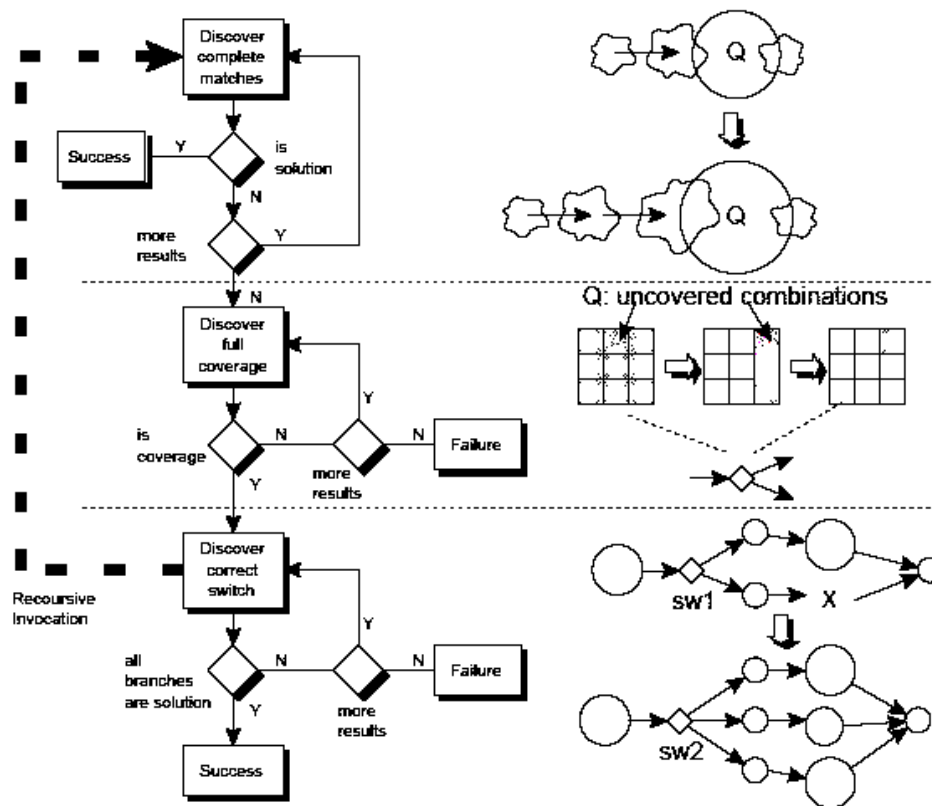 Discover
complete
matches
Q
Success
Y
is
solution
N
more
results
Y
Q
N
Q: uncovered combinations
Discover
full
coverage
Y
is
coverage
N
N
Failure
more
results
Y
Discover
correct
switch
sw1
X
Recoursive
Invocation
Y
all
branches
are solution
N
N
Failure
more
results
Y
sw2
Success